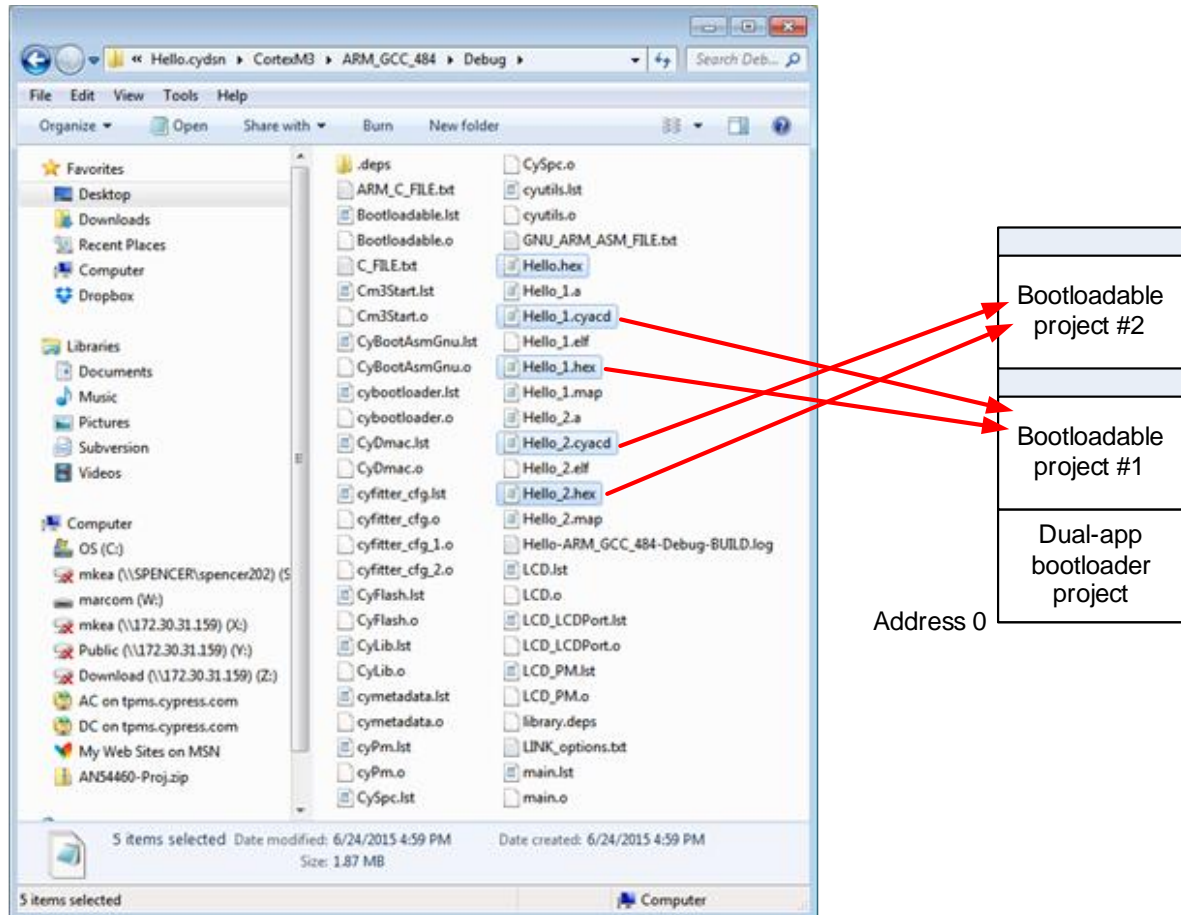 « Hello.cydsn ▸ CortexM3 ▸ ARM_GCC_484 ▸ Debug ▸
Search Deb...
File Edit View Tools Help
Organize Open Share with Burn New folder
Favorites
Desktop
Downloads
Recent Places
Computer
Dropbox
Libraries
Documents
Music
Pictures
Subversion
Videos
Computer
OS (C:)
mkea (\\SPENCER\spencer202) (S
marcom (W:)
mkea (\\172.30.31.159) (X:)
Public (\\172.30.31.159) (Y:)
Download (\\172.30.31.159) (Z:)
AC on tpms.cypress.com
DC on tpms.cypress.com
My Web Sites on MSN
AN54460-Proj.zip
.deps
ARM_C_FILE.txt
Bootloadable.lst
Bootloadable.o
C_FILE.txt
Cm3Start.lst
Cm3Start.o
CyBootAsmGnu.lst
CyBootAsmGnu.o
cybootloader.lst
cybootloader.o
CyDmac.lst
CyDmac.o
cyfitter_cfg.lst
cyfitter_cfg.o
cyfitter_cfg_1.o
cyfitter_cfg_2.o
CyFlash.lst
CyFlash.o
CyLib.lst
CyLib.o
cymetadata.lst
cymetadata.o
cyPm.lst
cyPm.o
CySpc.lst
CySpc.o
cyutils.lst
cyutils.o
GNU_ARM_ASM_FILE.txt
Hello.hex
Hello_1.a
Hello_1.cyacd
Hello_1.elf
Hello_1.hex
Hello_1.map
Hello_2.a
Hello_2.cyacd
Hello_2.elf
Hello_2.hex
Hello_2.map
Hello-ARM_GCC_484-Debug-BUILD.log
LCD.lst
LCD.o
LCD_LCDPort.lst
LCD_LCDPort.o
LCD_PM.lst
LCD_PM.o
library.deps
LINK_options.txt
main.lst
main.o
5 items selected Date modified: 6/24/2015 4:59 PM Date created: 6/24/2015 4:59 PM
Size: 1.87 MB
5 items selected
Computer
Bootloadable
project #2
Bootloadable
project #1
Dual-app
bootloader
project
Address 0